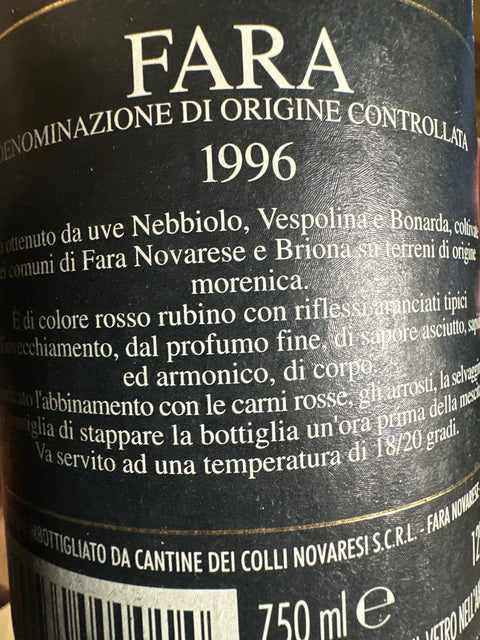 FARA
DENOMINAZIONE DI ORIGINE CONTROLLATA
1996
ottenuto da uve Nebbiolo, Vespolina e Bonarda, coltivate
comuni di Fara Novarese e Briona su terreni di origine
morenica.
È di colore rosso rubino con riflessi aranciati tipici
dell'invecchiamento, dal profumo fine, di sapore asciutto,
ed armonico, di corpo.
l'abbinamento con le carni rosse, gli arrosti, la selvaggina
di stappare la bottiglia un'ora prima della
Va servito ad una temperatura di 18/20 gradi.
IMBOTTIGLIATO DA CANTINE DEI COLLI NOVARESI S.C.R.L. - FARA NOVARESE
750 ml e
VETRO